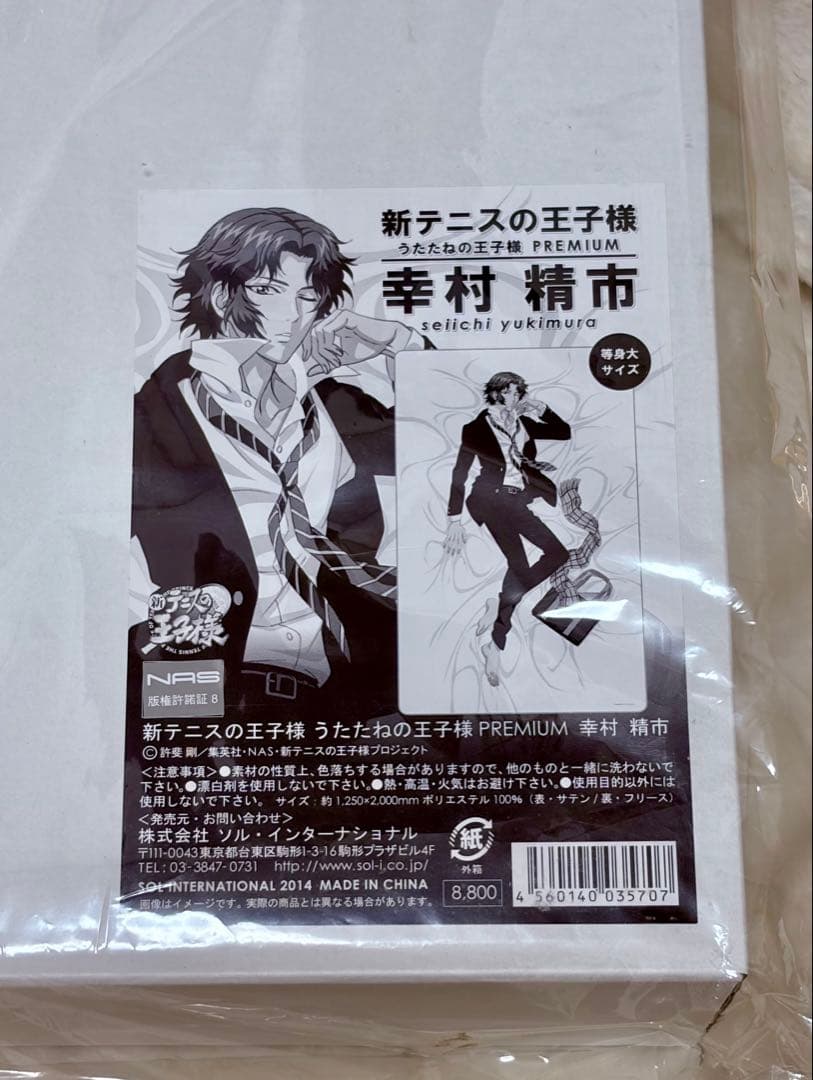 新テニスの王子様
うたたねの王子様 PREMIUM
幸村 精市
seiichi yukimura
等身大
サイズ
新テニスの
王子様
NAS
版権許諾証 8
新テニスの王子様 うたたねの王子様 PREMIUM 幸村 精市
©許斐 剛／集英社・NAS・新テニスの王子様プロジェクト
＜注意事項＞●素材の性質上、色落ちする場合がありますので、他のものと一緒に洗わないで
下さい。●漂白剤を使用しないで下さい。●熱・高温・火気はお避け下さい。●使用目的以外には
使用しないで下さい。 サイズ：約 1,250×2,000mm ポリエステル 100%（表・サテン / 裏・フリース）
＜発売元・お問い合わせ＞
株式会社 ソル・インターナショナル
〒111-0043東京都台東区駒形1-3-16駒形プラザビル4F
TEL：03-3847-0731 http://www.sol-i.co.jp/
SOL INTERNATIONAL 2014 MADE IN CHINA
画像はイメージです。実際の商品とは異なる場合があります。
紙
外箱
8,800
4 560140 035707